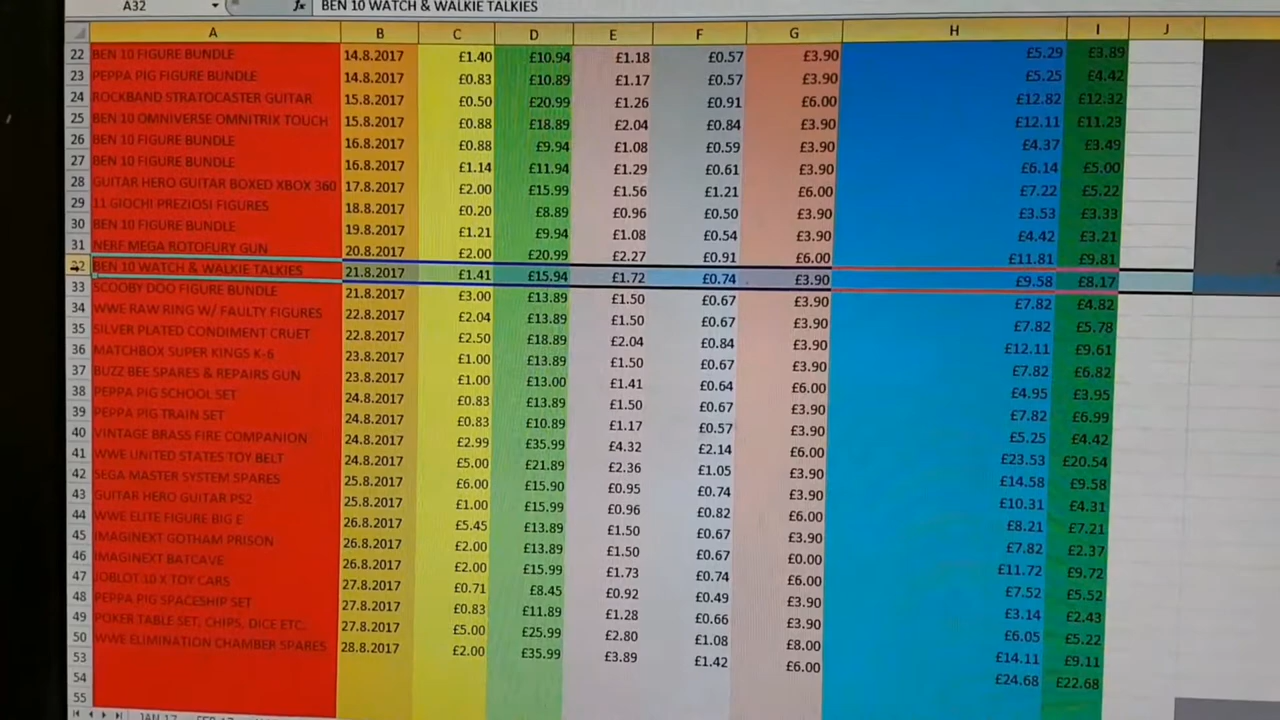 A32 fx BEN 10 WATCH & WALKIE TALKIES
A B C D E F G H I J
22 BEN 10 FIGURE BUNDLE 14.8.2017 £1.40 £10.94 £1.18 £0.57 £3.90 £5.29 £3.89
23 PEPPA PIG FIGURE BUNDLE 14.8.2017 £0.83 £10.89 £1.17 £0.57 £3.90 £5.25 £4.42
24 ROCKBAND STRATOCASTER GUITAR 15.8.2017 £0.50 £20.99 £1.26 £0.91 £6.00 £12.82 £12.32
25 BEN 10 OMNIVERSE OMNITRIX TOUCH 15.8.2017 £0.88 £18.89 £2.04 £0.84 £3.90 £12.11 £11.23
26 BEN 10 FIGURE BUNDLE 16.8.2017 £0.88 £9.94 £1.08 £0.59 £3.90 £4.37 £3.49
27 BEN 10 FIGURE BUNDLE 16.8.2017 £1.14 £11.94 £1.29 £0.61 £3.90 £6.14 £5.00
28 GUITAR HERO GUITAR BOXED XBOX 360 17.8.2017 £2.00 £15.99 £1.56 £1.21 £6.00 £7.22 £5.22
29 11 GIOCHI PREZIOSI FIGURES 18.8.2017 £0.20 £8.89 £0.96 £0.50 £3.90 £3.53 £3.33
30 BEN 10 FIGURE BUNDLE 19.8.2017 £1.21 £9.94 £1.08 £0.54 £3.90 £4.42 £3.21
31 NERF MEGA ROTOFURY GUN 20.8.2017 £2.00 £20.99 £2.27 £0.91 £6.00 £11.81 £9.81
32 BEN 10 WATCH & WALKIE TALKIES 21.8.2017 £1.41 £15.94 £1.72 £0.74 £3.90 £9.58 £8.17
33 SCOOBY DOO FIGURE BUNDLE 21.8.2017 £3.00 £13.89 £1.50 £0.67 £3.90 £7.82 £4.82
34 WWE RAW RING W/ FAULTY FIGURES 22.8.2017 £2.04 £13.89 £1.50 £0.67 £3.90 £7.82 £5.78
35 SILVER PLATED CONDIMENT CRUET 22.8.2017 £2.50 £18.89 £2.04 £0.84 £3.90 £12.11 £9.61
36 MATCHBOX SUPER KINGS K-6 23.8.2017 £1.00 £13.89 £1.50 £0.67 £3.90 £7.82 £6.82
37 BUZZ BEE SPARES & REPAIRS GUN 23.8.2017 £1.00 £13.00 £1.41 £0.64 £6.00 £4.95 £3.95
38 PEPPA PIG SCHOOL SET 24.8.2017 £0.83 £13.89 £1.50 £0.67 £3.90 £7.82 £6.99
39 PEPPA PIG TRAIN SET 24.8.2017 £0.83 £10.89 £1.17 £0.57 £3.90 £5.25 £4.42
40 VINTAGE BRASS FIRE COMPANION 24.8.2017 £2.99 £35.99 £4.32 £2.14 £6.00 £23.53 £20.54
41 WWE UNITED STATES TOY BELT 24.8.2017 £5.00 £21.89 £2.36 £1.05 £3.90 £14.58 £9.58
42 SEGA MASTER SYSTEM SPARES 25.8.2017 £6.00 £15.90 £0.95 £0.74 £3.90 £10.31 £4.31
43 GUITAR HERO GUITAR PS2 25.8.2017 £1.00 £15.99 £0.96 £0.82 £6.00 £8.21 £7.21
44 WWE ELITE FIGURE BIG E 26.8.2017 £5.45 £13.89 £1.50 £0.67 £3.90 £7.82 £2.37
45 IMAGINEXT GOTHAM PRISON 26.8.2017 £2.00 £13.89 £1.50 £0.67 £0.00 £11.72 £9.72
46 IMAGINEXT BATCAVE 26.8.2017 £2.00 £15.99 £1.73 £0.74 £6.00 £7.52 £5.52
47 JOBLOT 10 X TOY CARS 27.8.2017 £0.71 £8.45 £0.92 £0.49 £3.90 £3.14 £2.43
48 PEPPA PIG SPACESHIP SET 27.8.2017 £0.83 £11.89 £1.28 £0.66 £3.90 £6.05 £5.22
49 POKER TABLE SET, CHIPS, DICE ETC. 27.8.2017 £5.00 £25.99 £2.80 £1.08 £8.00 £14.11 £9.11
50 WWE ELIMINATION CHAMBER SPARES 28.8.2017 £2.00 £35.99 £3.89 £1.42 £6.00 £24.68 £22.68
53
54
55
JAN 17